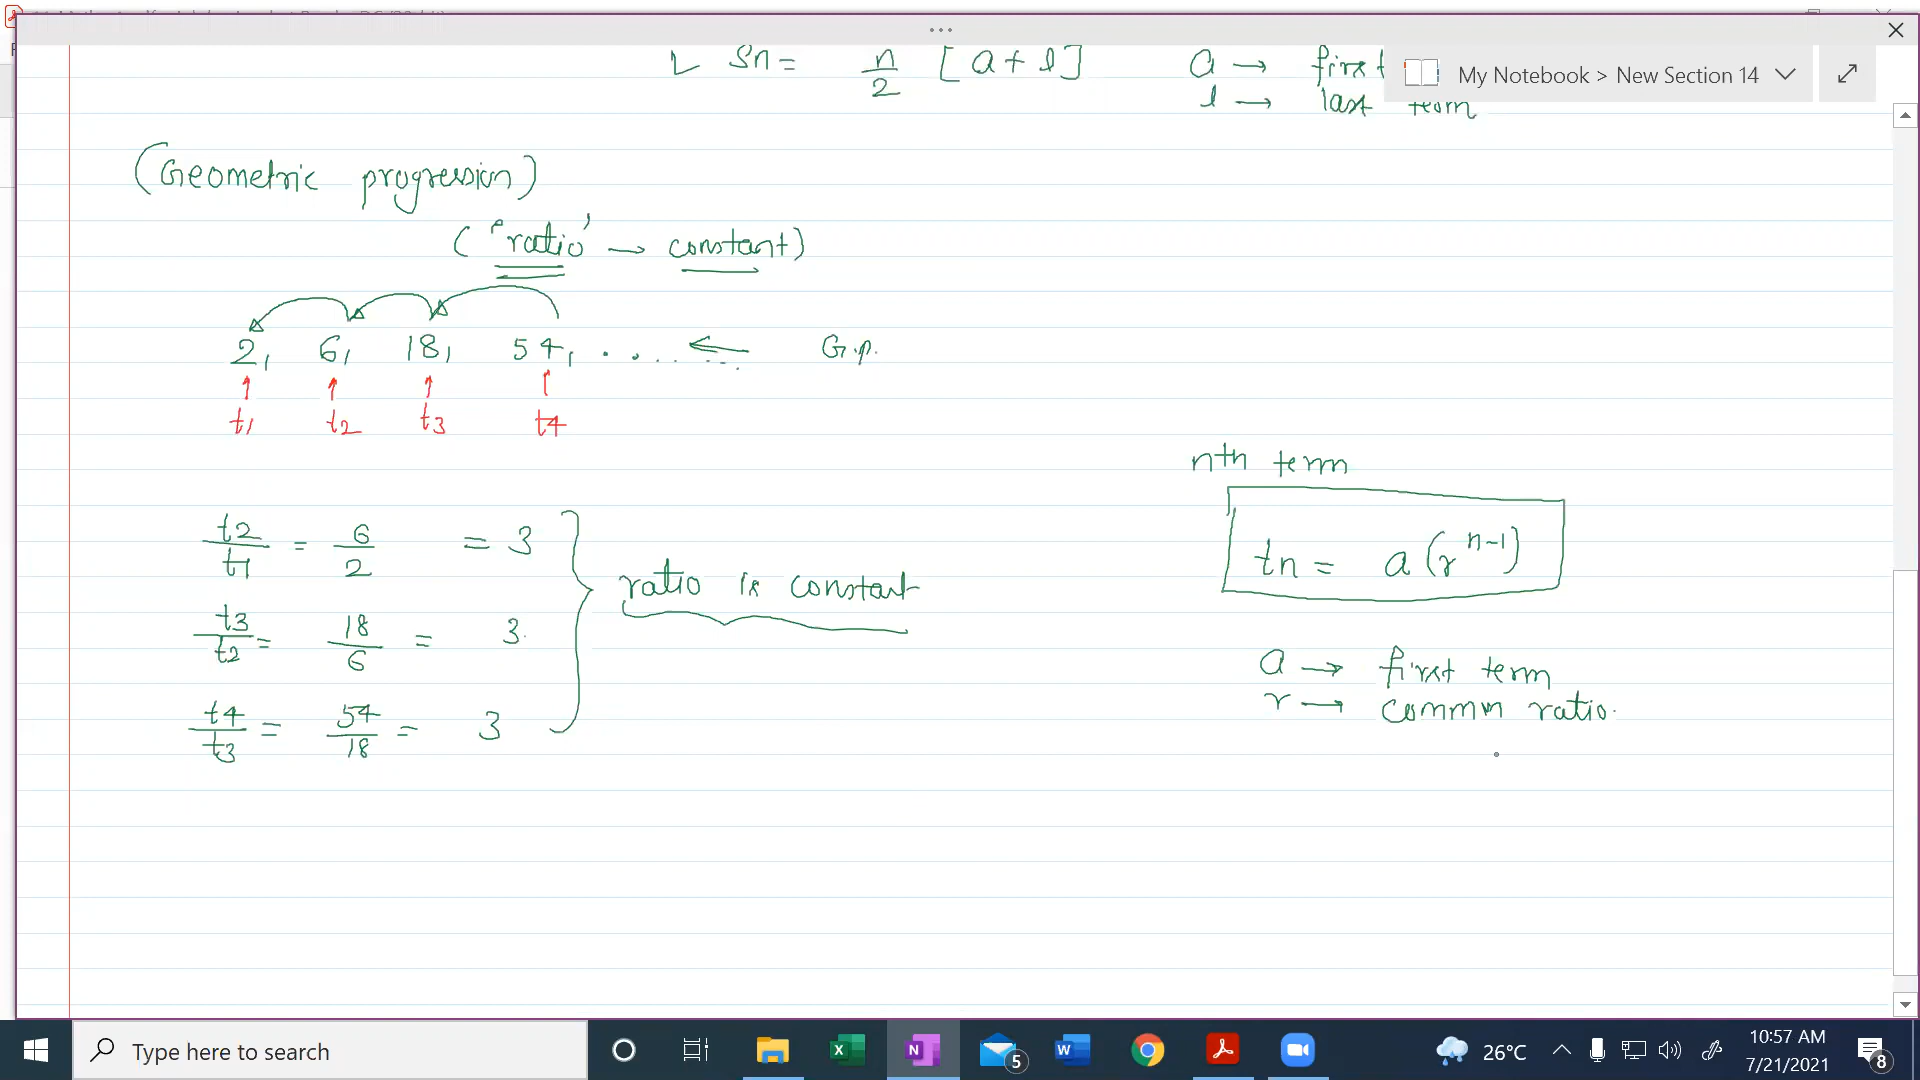 Sn = n/2 [a + l] a → first
l → last term
My Notebook > New Section 14
(Geometric progression)
('ratio' → constant)
2, 6, 18, 54, ........ ← G.p.
t1 t2 t3 t4
nth term
tn = a(r^n-1)
t2/t1 = 6/2 = 3
t3/t2 = 18/6 = 3
t4/t3 = 54/18 = 3
ratio is constant
a → first term
r → common ratio.
Type here to search
5
26°C
10:57 AM
7/21/2021
8